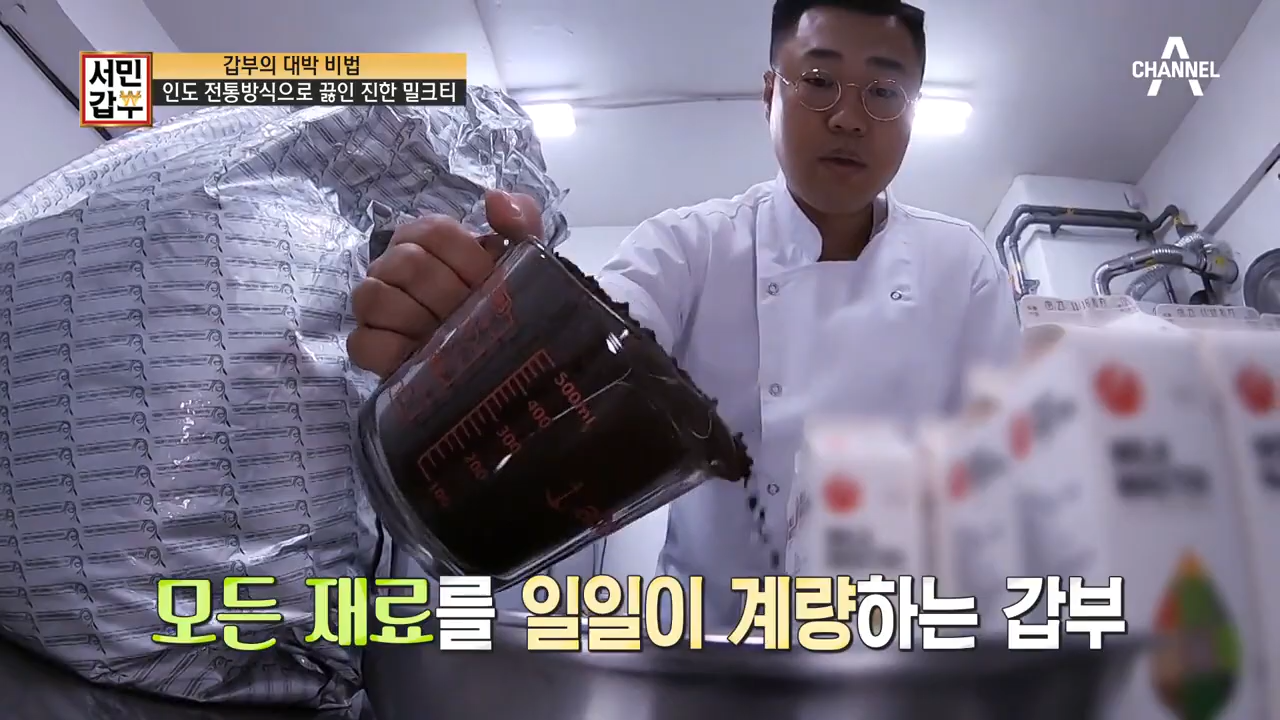 서민
갑부
갑부의 대박 비법
인도 전통방식으로 끓인 진한 밀크티
CHANNEL
500ml
400
300
200
100
MILK
모든 재료를 일일이 계량하는 갑부